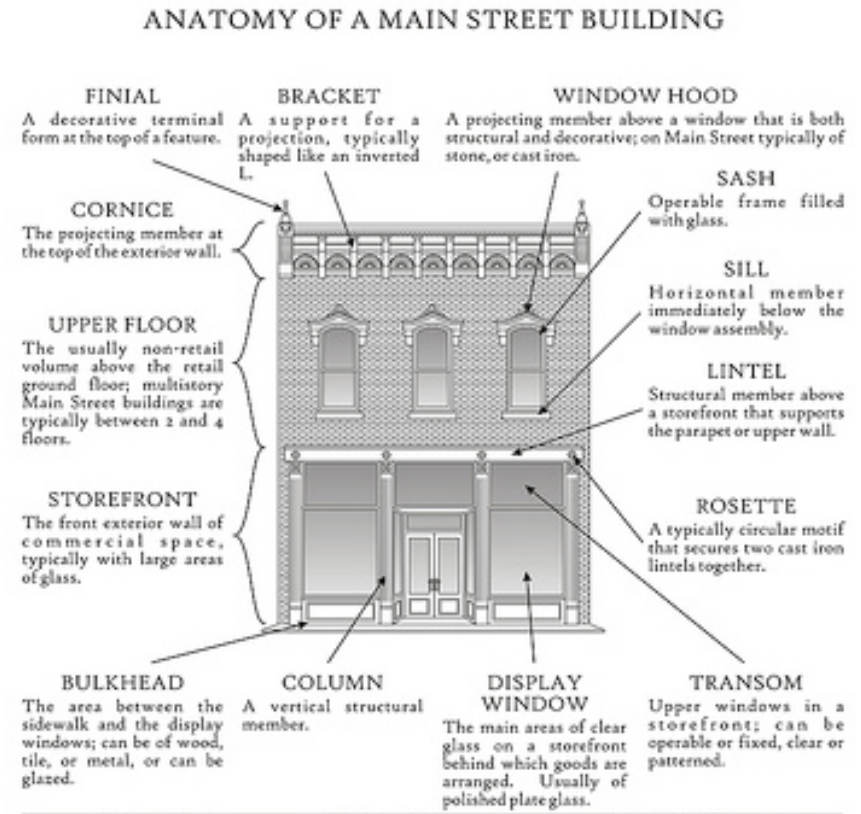 ANATOMY OF A MAIN STREET BUILDING
FINIAL
A decorative terminal
form at the top of a feature.
BRACKET
A support for a
projection, typically
shaped like an inverted
L.
WINDOW HOOD
A projecting member above a window that is both
structural and decorative; on Main Street typically of
stone, or cast iron.
SASH
Operable frame filled
with glass.
CORNICE
The projecting member at
the top of the exterior wall.
SILL
Horizontal member
immediately below the
window assembly.
UPPER FLOOR
The usually non-retail
volume above the retail
ground floor; multistory
Main Street buildings are
typically between 2 and 4
floors.
LINTEL
Structural member above
a storefront that supports
the parapet or upper wall.
STOREFRONT
The front exterior wall of
commercial space,
typically with large areas
of glass.
ROSETTE
A typically circular motif
that secures two cast iron
lintels together.
BULKHEAD
The area between the
sidewalk and the display
windows; can be of wood,
tile, or metal, or can be
glazed.
COLUMN
A vertical structural
member.
DISPLAY
WINDOW
The main areas of clear
glass on a storefront
behind which goods are
arranged. Usually of
polished plate glass.
TRANSOM
Upper windows in a
storefront; can be
operable or fixed, clear or
patterned.